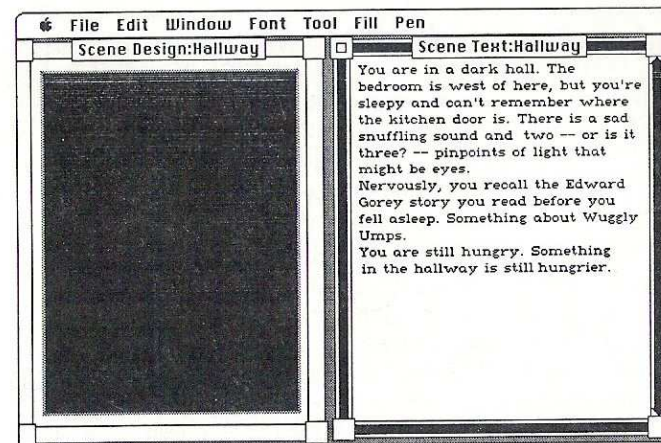 File Edit Window Font Tool Fill Pen
Scene Design:Hallway
Scene Text:Hallway
You are in a dark hall. The
bedroom is west of here, but you're
sleepy and can't remember where
the kitchen door is. There is a sad
snuffling sound and two -- or is it
three? -- pinpoints of light that
might be eyes.
Nervously, you recall the Edward
Gorey story you read before you
fell asleep. Something about Wuggly
Umps.
You are still hungry. Something
in the hallway is still hungrier.